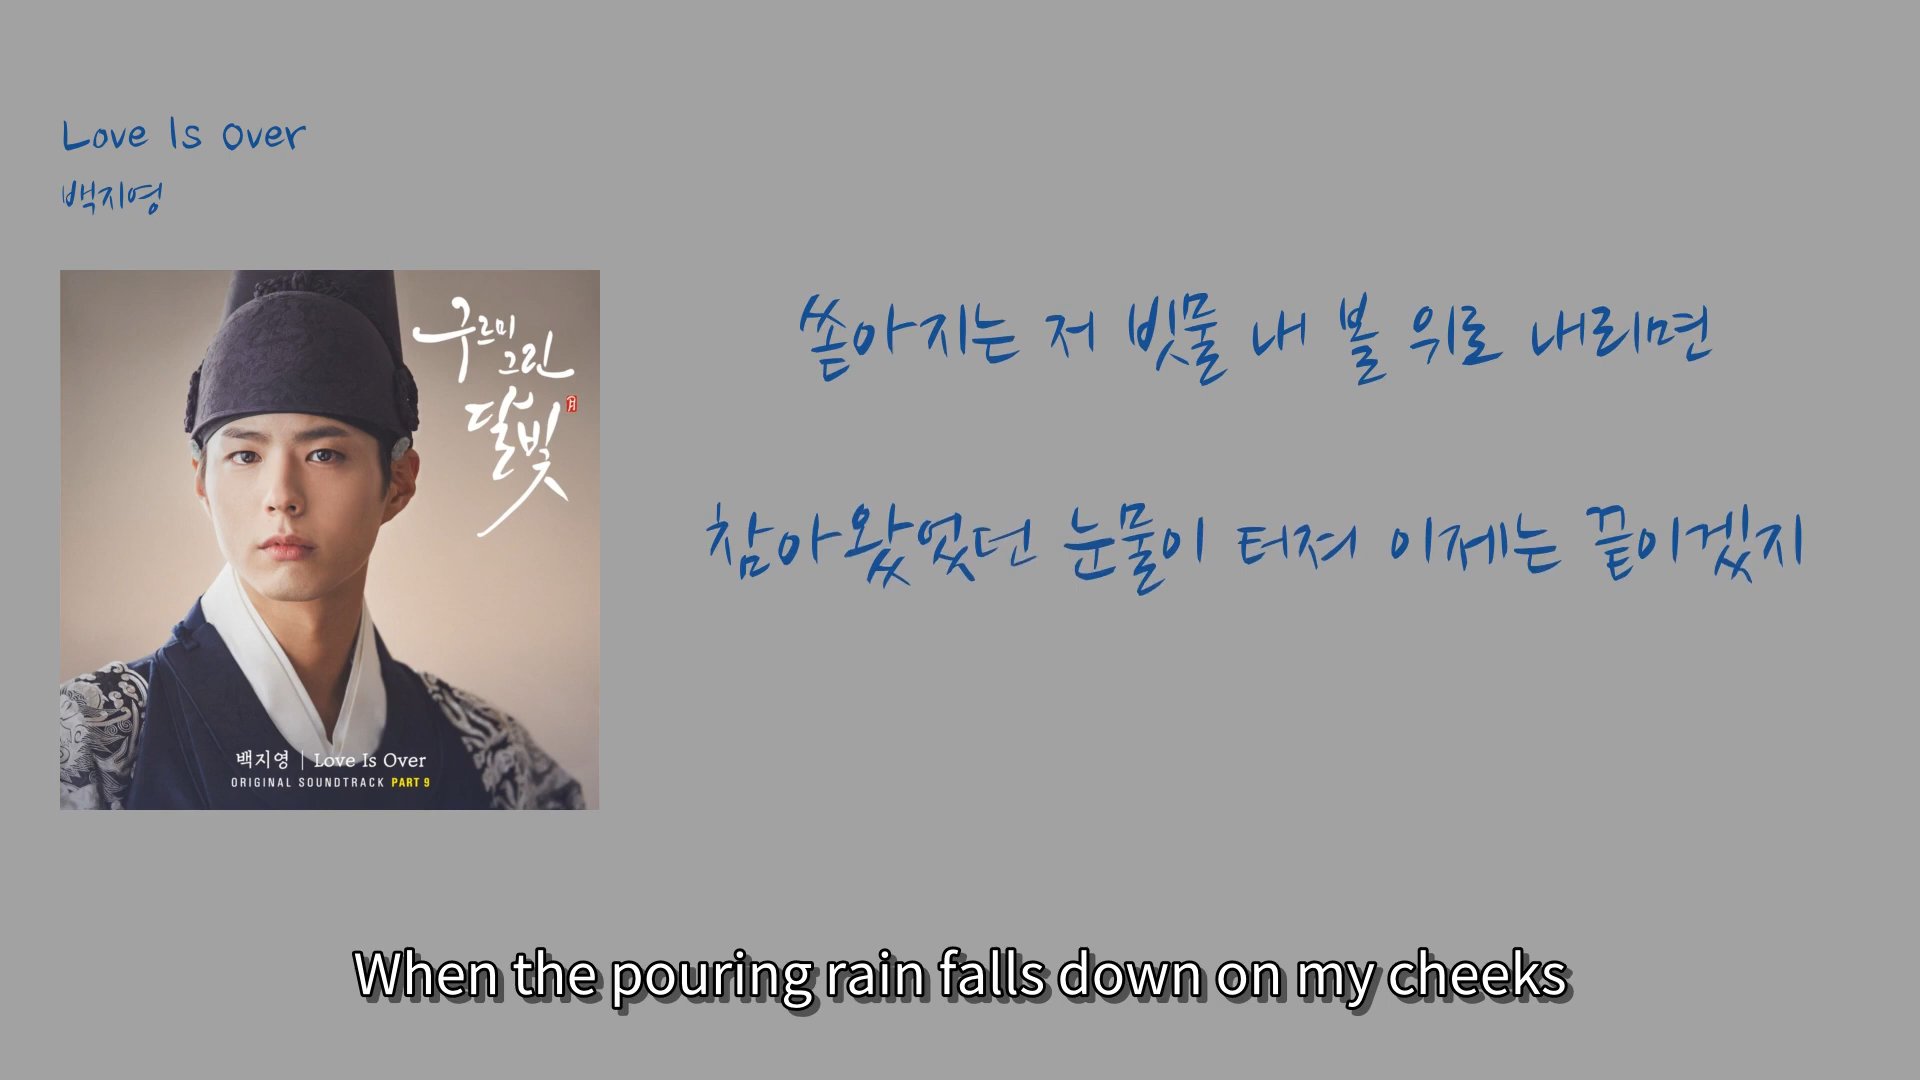 Love Is Over
백지영
구르미
그린
달빛
月
백지영 | Love Is Over
ORIGINAL SOUNDTRACK PART 9
쏟아지는 저 빗물 내 볼 위로 내리면
참아왔었던 눈물이 터져 이제는 끝이겠지
When the pouring rain falls down on my cheeks